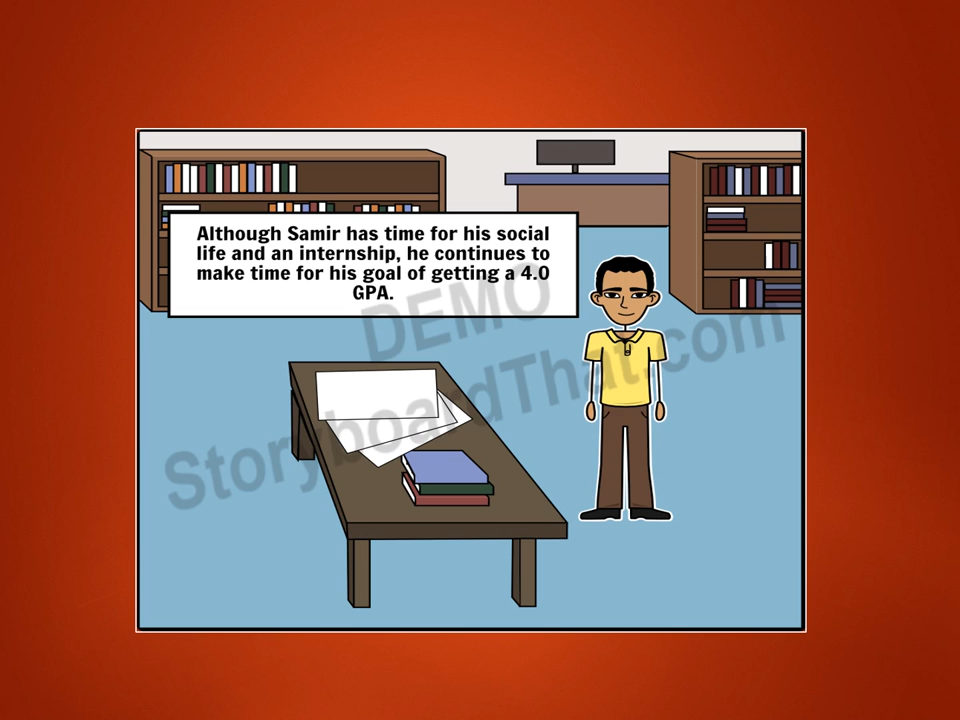 Although Samir has time for his social
life and an internship, he continues to
make time for his goal of getting a 4.0
GPA.
DEMO
StoryboardThat.com